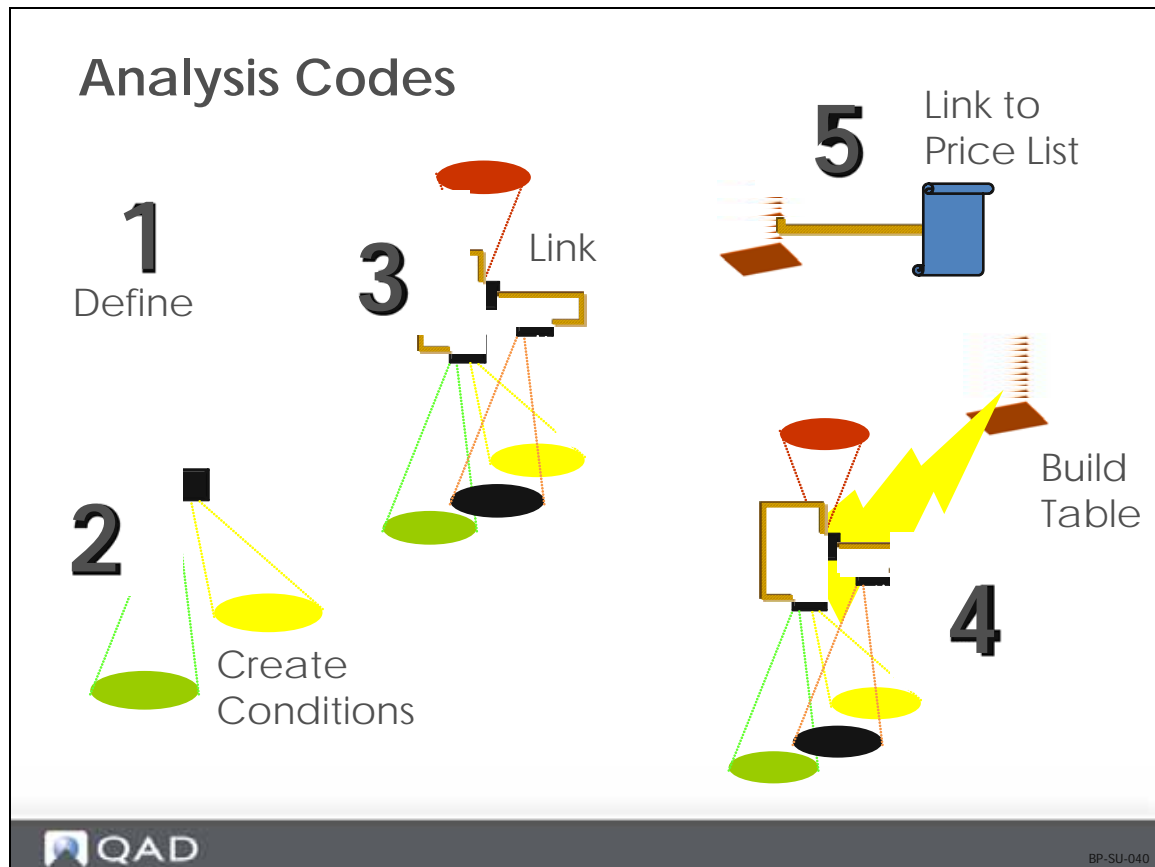 Analysis Codes
1
Define
2
Create
Conditions
3
Link
4
Build
Table
5
Link to
Price List
QAD
BP-SU-040